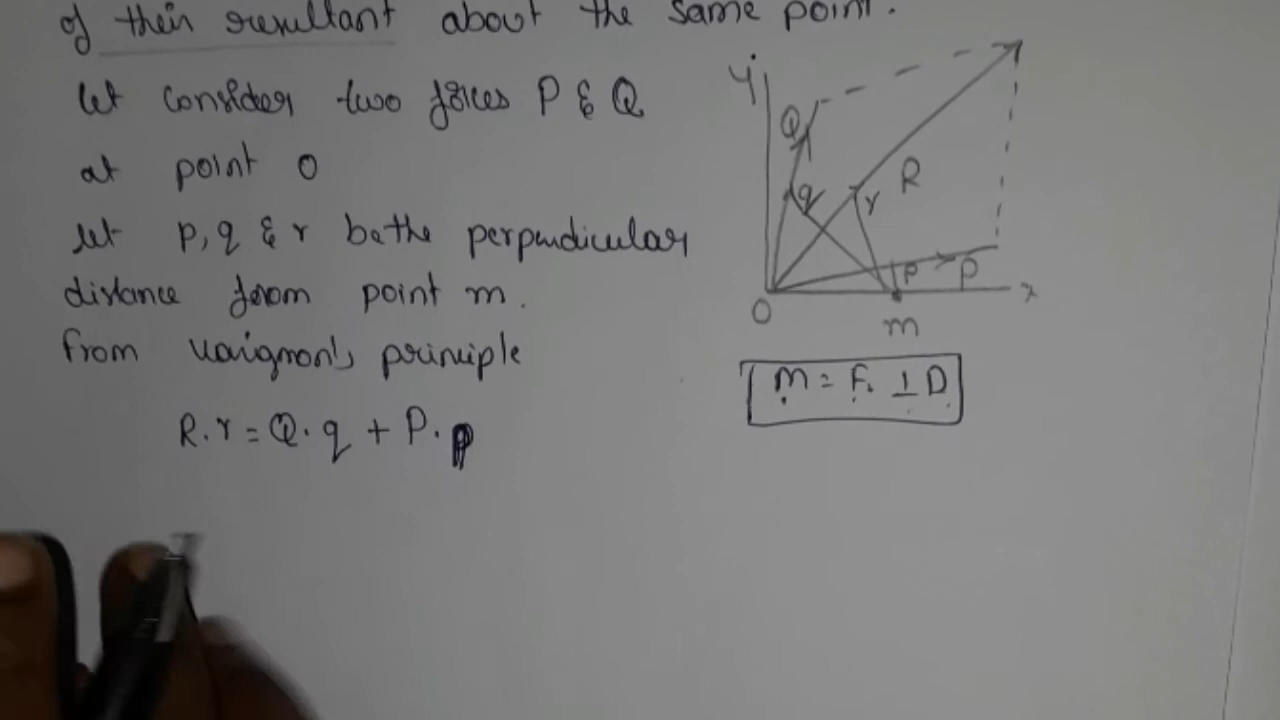 of their resultant about the same point.
let consider two forces P & Q
at point O
let p, q & r be the perpendicular
distance from point m.
from Varignon's principle
R.r = Q.q + P.p
y
Q
q
R
r
P
p
O
x
m
m = F. ⊥ D